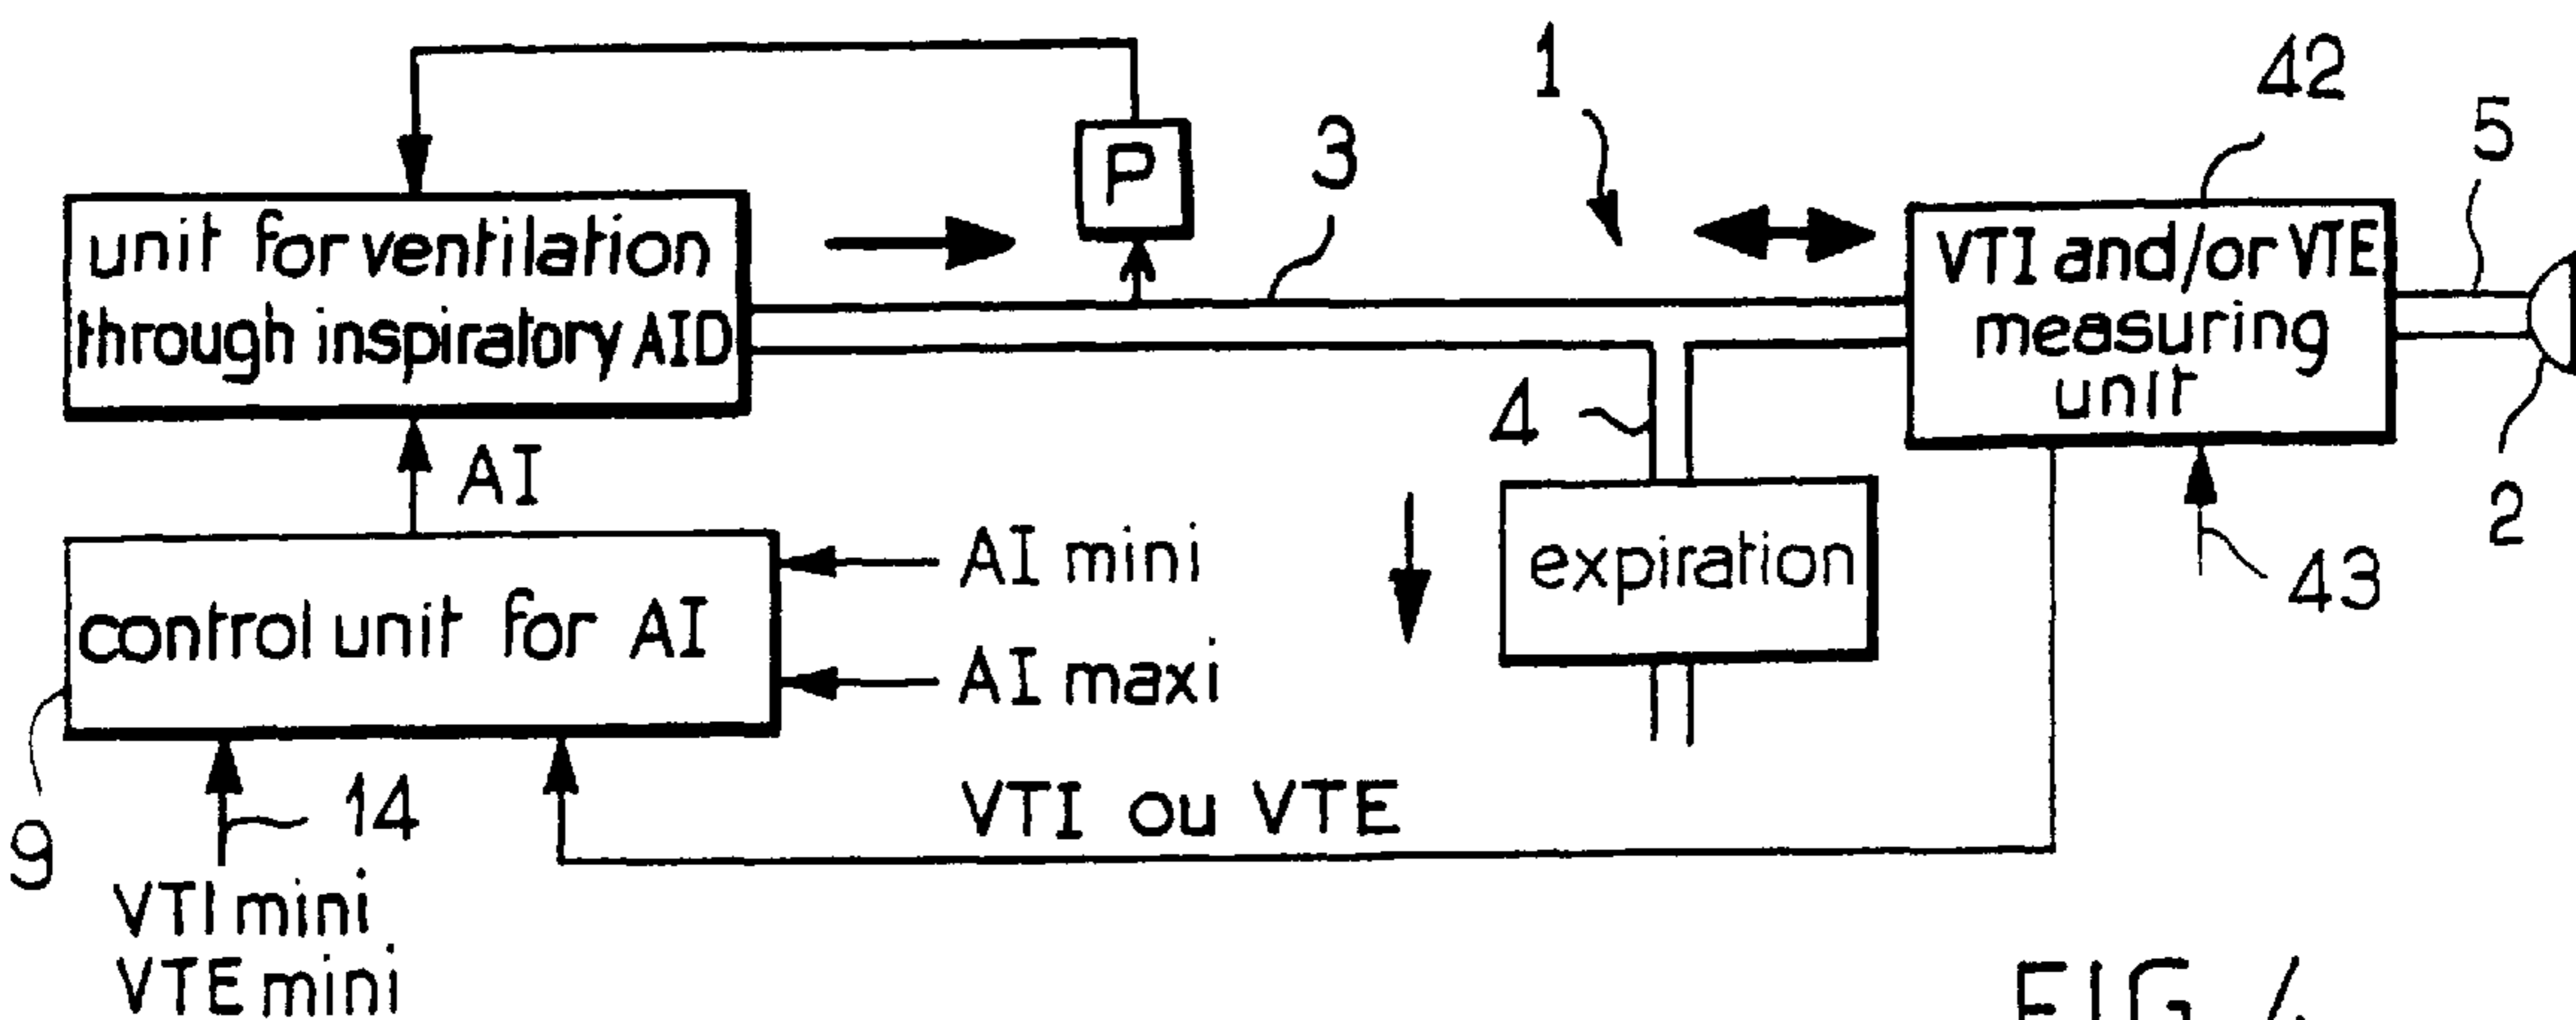 1
42
5
P
3
unit for ventilation
through inspiratory AID
VTI and/or VTE
measuring
unit
4
2
AI
AI mini
expiration
43
control unit for AI
AI maxi
14
VTI ou VTE
9
VTI mini
VTE mini
FIG. 4